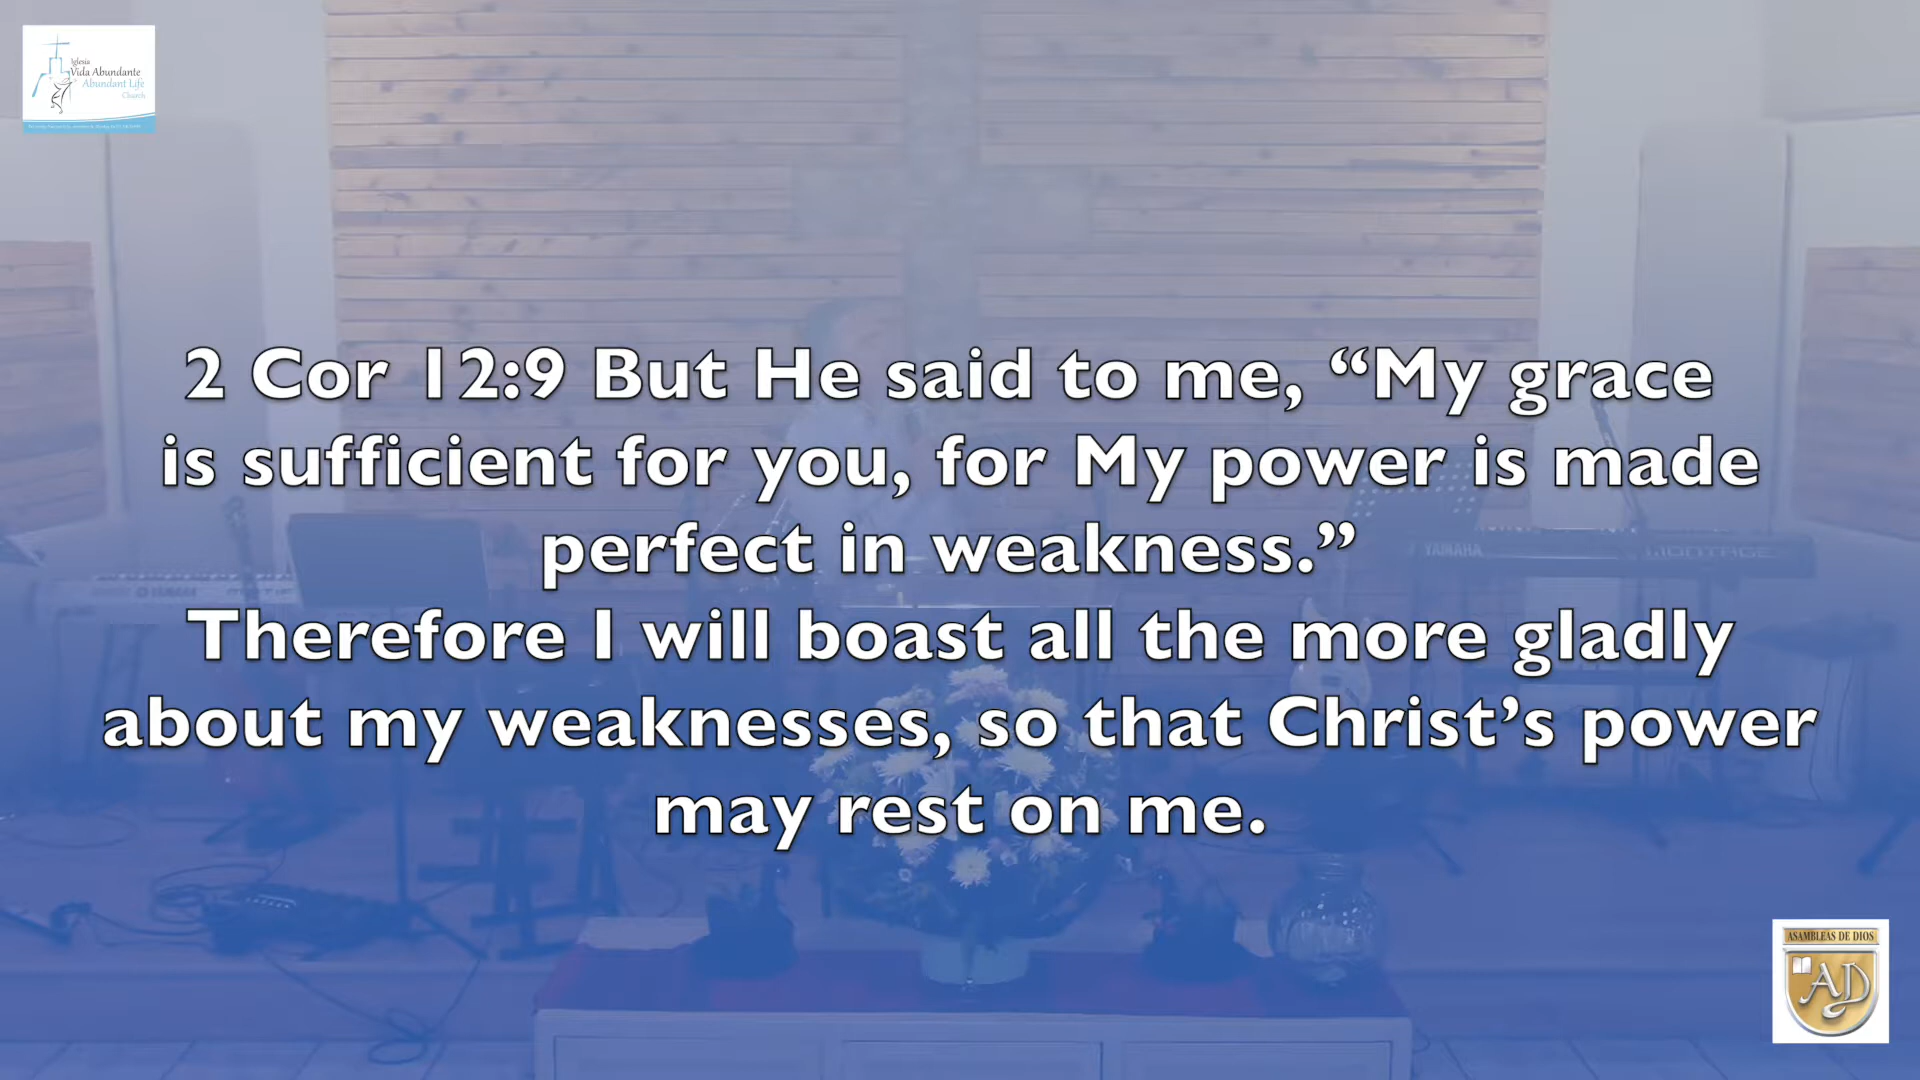 Iglesia
Vida Abundante
Abundant Life
Church
2 Cor 12:9 But He said to me, “My grace
is sufficient for you, for My power is made
perfect in weakness.”
Therefore I will boast all the more gladly
about my weaknesses, so that Christ’s power
may rest on me.
YAMAHA
MONTAGE
ASAMBLEAS DE DIOS
AD